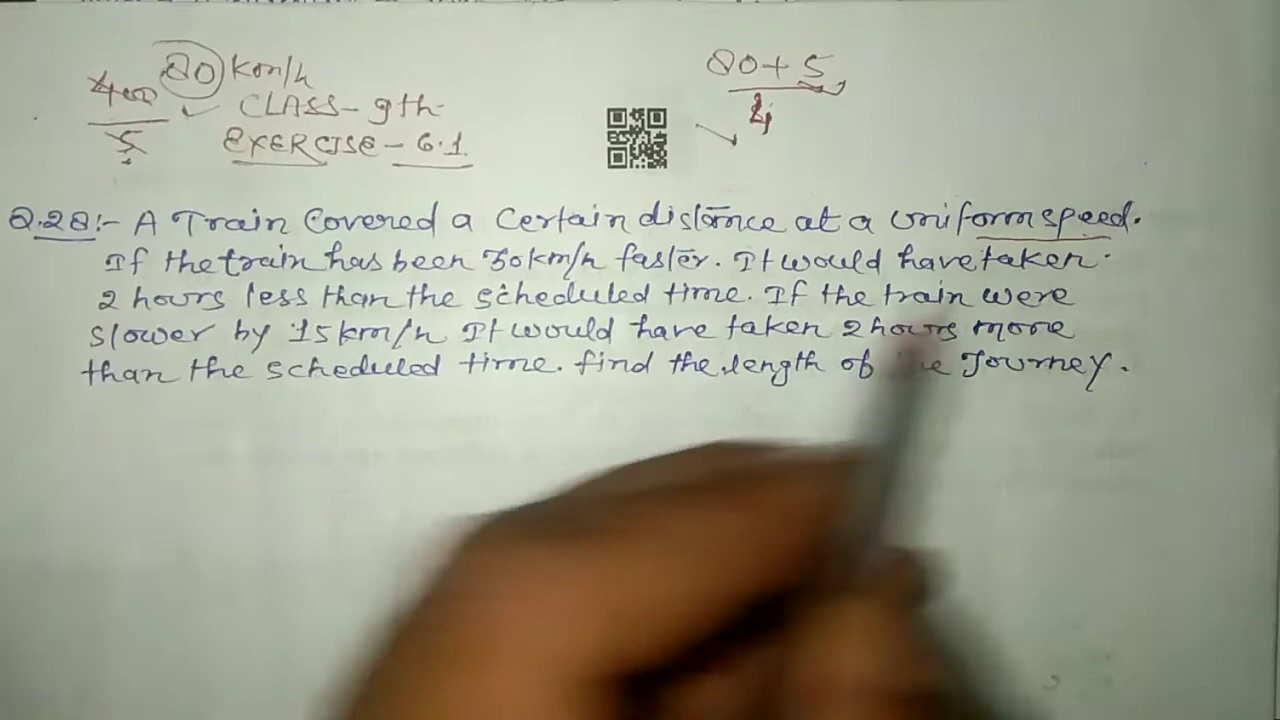 80 km/h
400
5
CLASS - 9th
EXERCISE - 6.1
80 + 5
Q.28:- A Train Covered a Certain distance at a uniform speed.
If the train has been 30km/h faster. It would have taken.
2 hours less than the scheduled time. If the train were
slower by 15km/h It would have taken 2 hours more
than the scheduled time. find the length of Journey.